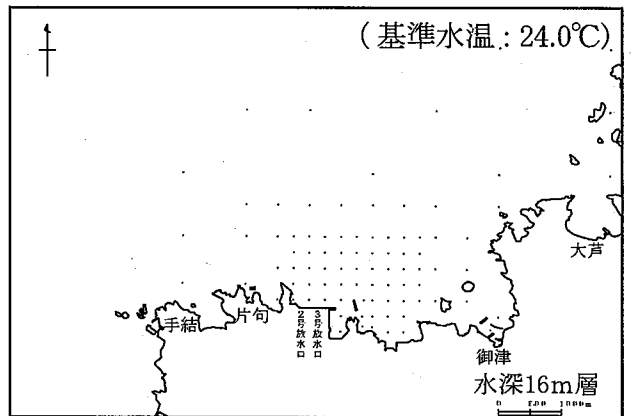 (基準水温：24.0℃)
大芦
手結
片句
2号放水口
3号放水口
御津
水深16m層
0 500 1000m